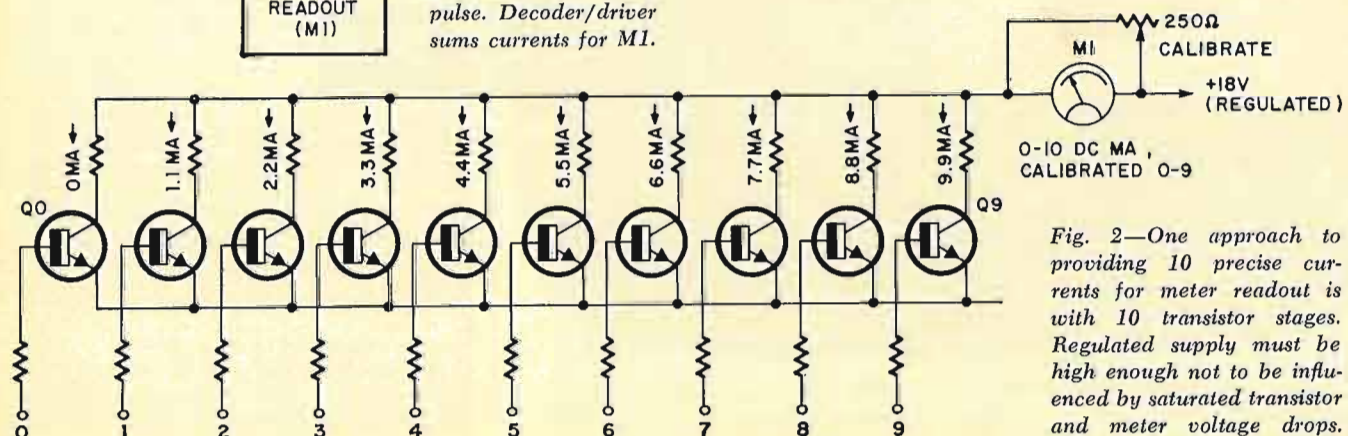 READOUT
(M1)
pulse. Decoder/driver
sums currents for M1.
250Ω
CALIBRATE
M1
+18V
(REGULATED)
0-10 DC MA,
CALIBRATED 0-9
0MA
1.1MA
2.2MA
3.3MA
4.4MA
5.5MA
6.6MA
7.7MA
8.8MA
9.9MA
Q0
Q9
0
1
2
3
4
5
6
7
8
9
Fig. 2—One approach to
providing 10 precise cur-
rents for meter readout is
with 10 transistor stages.
Regulated supply must be
high enough not to be influ-
enced by saturated transistor
and meter voltage drops.